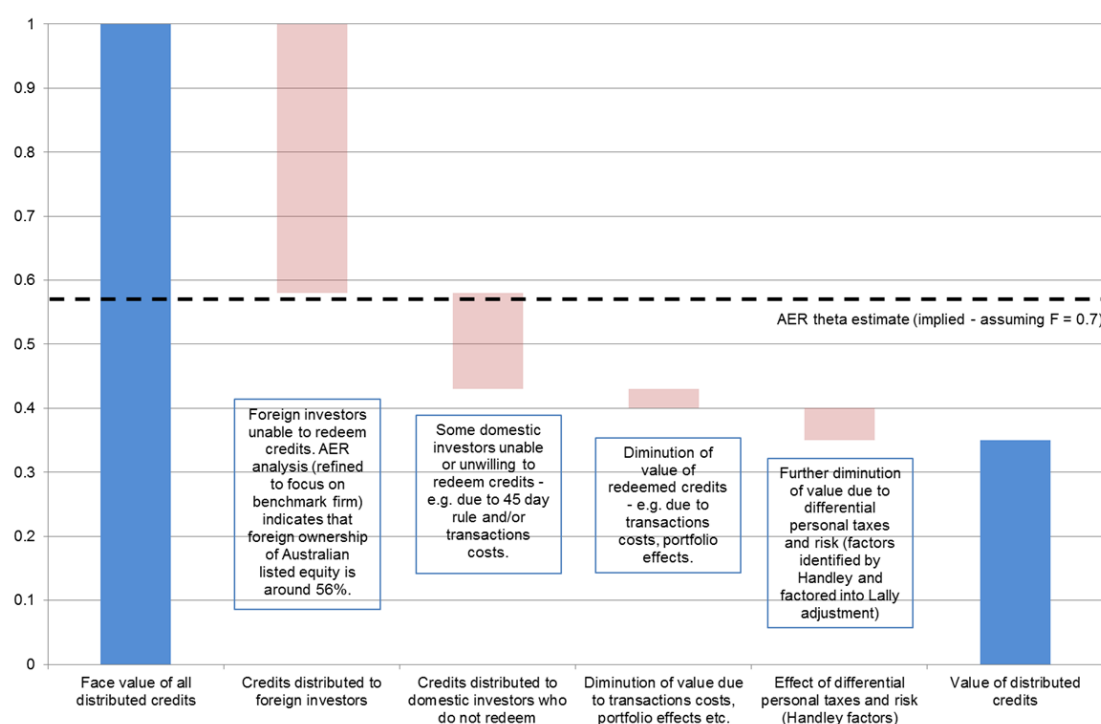 1
0.9
0.8
0.7
0.6
0.5
0.4
0.3
0.2
0.1
0
AER theta estimate (implied - assuming F = 0.7)
Foreign investors
unable to redeem
credits. AER
analysis (refined
to focus on
benchmark firm)
indicates that
foreign ownership
of Australian
listed equity is
around 56%.
Some domestic
investors unable
or unwilling to
redeem credits -
e.g. due to 45 day
rule and/or
transactions
costs.
Diminution of
value of
redeemed credits
- e.g. due to
transactions
costs, portfolio
effects.
Further diminution
of value due to
differential
personal taxes
and risk (factors
identified by
Handley and
factored into Lally
adjustment)
Face value of all
distributed credits
Credits distributed to
foreign investors
Credits distributed to
domestic investors who
do not redeem
Diminution of value due
to transactions costs,
portfolio effects etc.
Effect of differential
personal taxes and risk
(Handley factors)
Value of distributed
credits